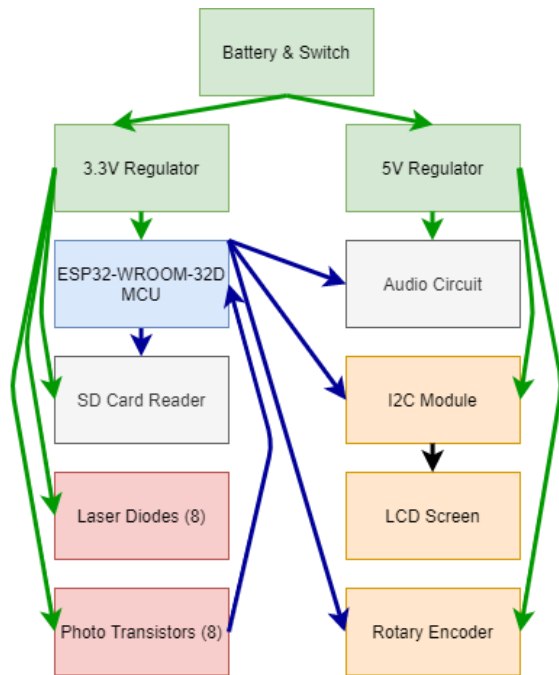 Battery & Switch
3.3V Regulator
5V Regulator
ESP32-WROOM-32D
MCU
Audio Circuit
SD Card Reader
I2C Module
Laser Diodes (8)
LCD Screen
Photo Transistors (8)
Rotary Encoder